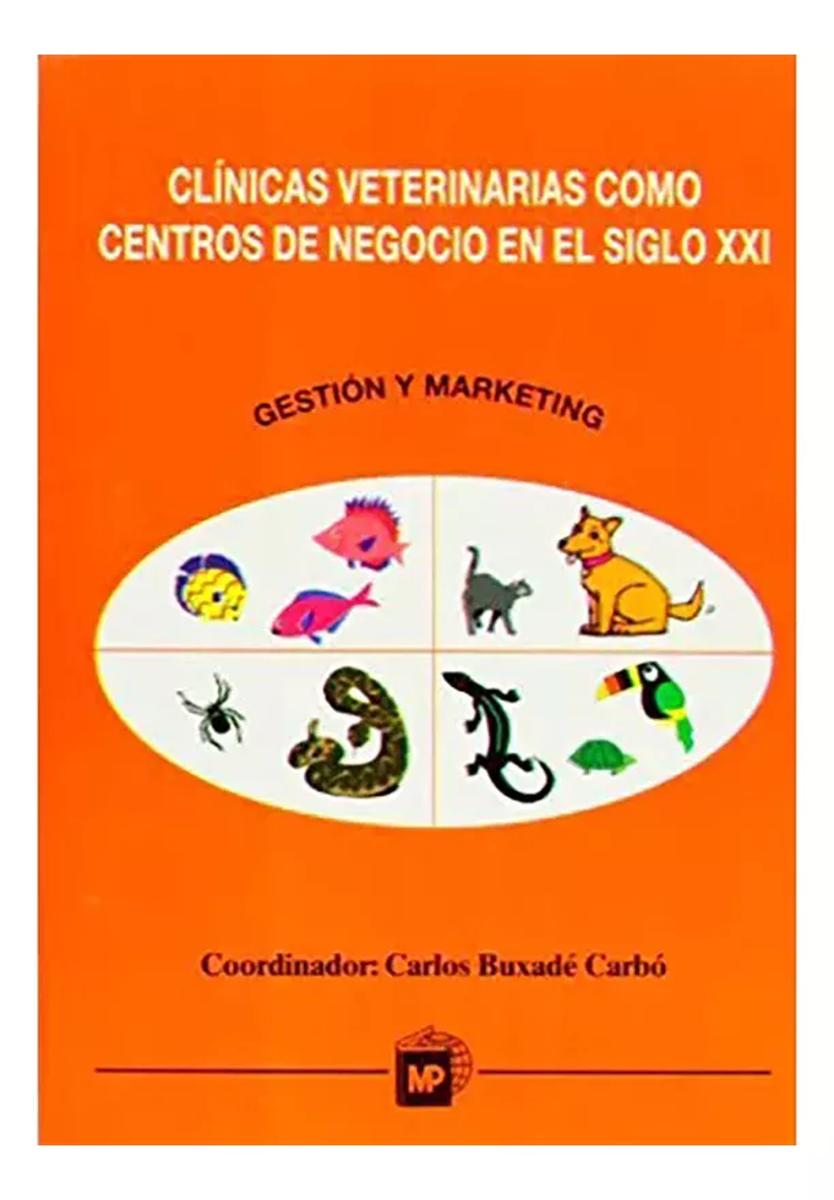 CLÍNICAS VETERINARIAS COMO
CENTROS DE NEGOCIO EN EL SIGLO XXI
GESTIÓN Y MARKETING
Coordinador: Carlos Buxadé Carbó
MP